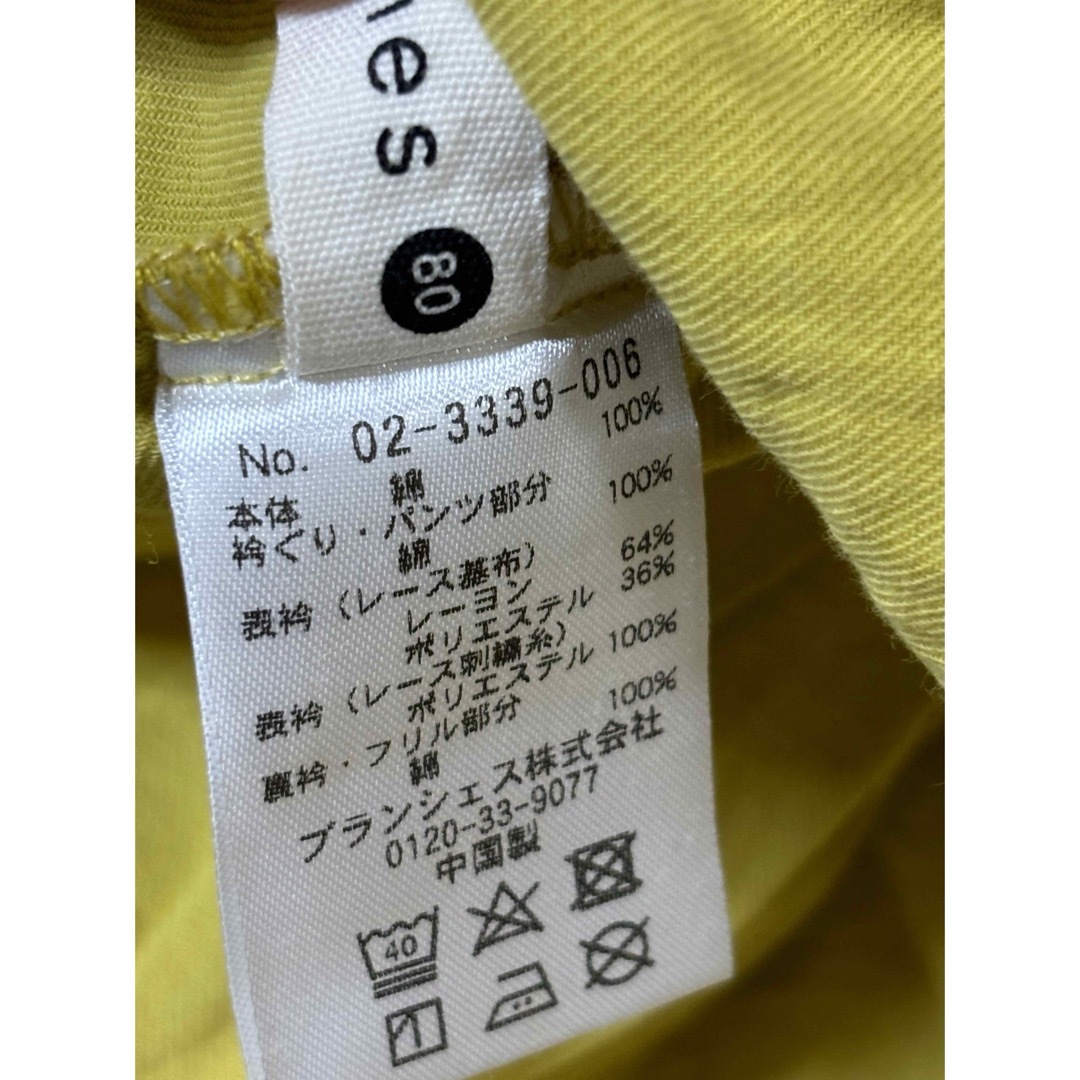 les
80
No. 02-3339-006
本体 綿 100%
衿ぐり・パンツ部分
綿 100%
表衿(レース基布)
レーヨン 64%
ポリエステル 36%
表衿(レース刺繍糸)
ポリエステル 100%
裏衿・フリル部分
綿 100%
ブランシェス株式会社
0120-33-9077
中国製
40